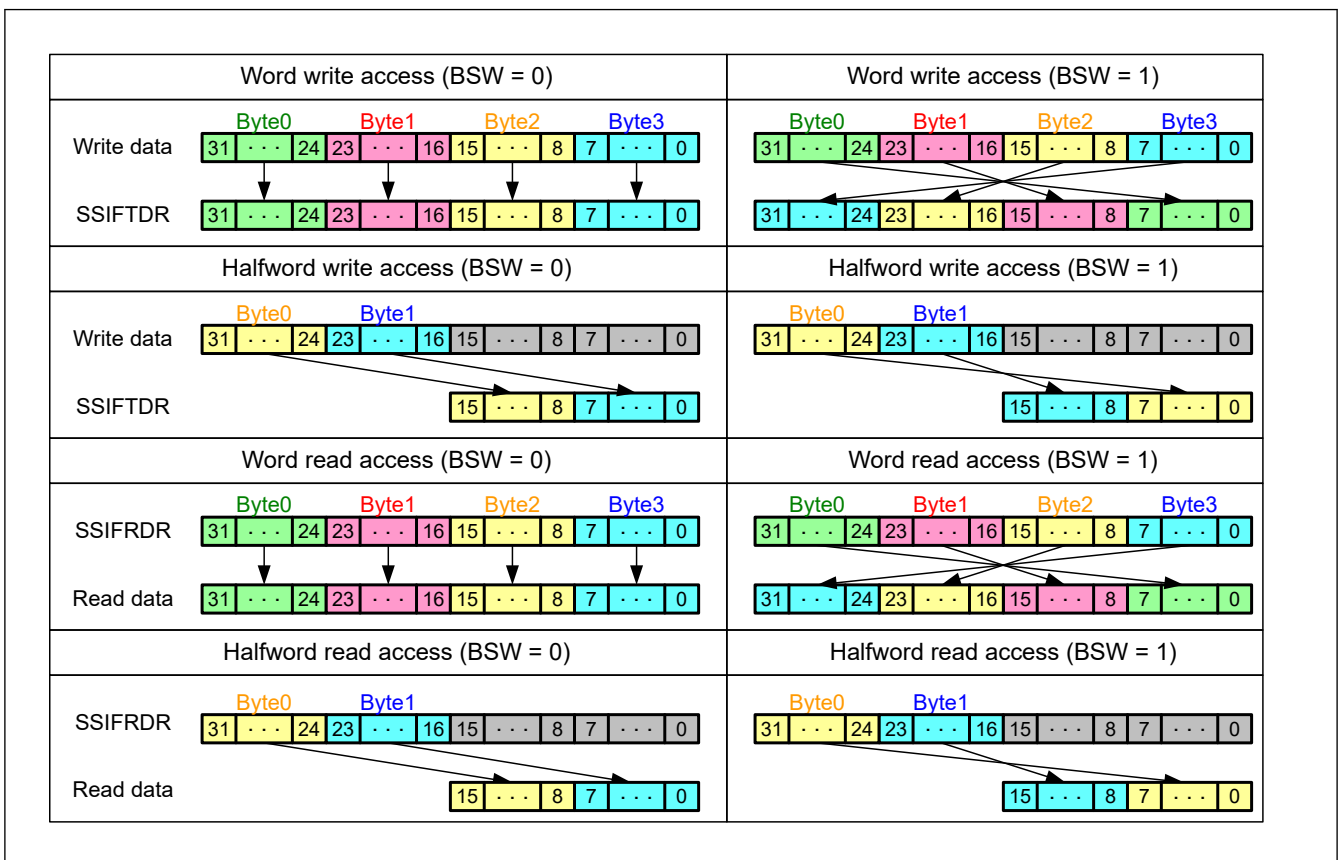 Word write access (BSW = 0) Word write access (BSW = 1)
Byte0 Byte1 Byte2 Byte3 Byte0 Byte1 Byte2 Byte3
Write data 31 · · · 24 23 · · · 16 15 · · · 8 7 · · · 0 31 · · · 24 23 · · · 16 15 · · · 8 7 · · · 0
SSIFTDR 31 · · · 24 23 · · · 16 15 · · · 8 7 · · · 0 31 · · · 24 23 · · · 16 15 · · · 8 7 · · · 0
Halfword write access (BSW = 0) Halfword write access (BSW = 1)
Byte0 Byte1 Byte0 Byte1
Write data 31 · · · 24 23 · · · 16 15 · · · 8 7 · · · 0 31 · · · 24 23 · · · 16 15 · · · 8 7 · · · 0
SSIFTDR 15 · · · 8 7 · · · 0 15 · · · 8 7 · · · 0
Word read access (BSW = 0) Word read access (BSW = 1)
Byte0 Byte1 Byte2 Byte3 Byte0 Byte1 Byte2 Byte3
SSIFRDR 31 · · · 24 23 · · · 16 15 · · · 8 7 · · · 0 31 · · · 24 23 · · · 16 15 · · · 8 7 · · · 0
Read data 31 · · · 24 23 · · · 16 15 · · · 8 7 · · · 0 31 · · · 24 23 · · · 16 15 · · · 8 7 · · · 0
Halfword read access (BSW = 0) Halfword read access (BSW = 1)
Byte0 Byte1 Byte0 Byte1
SSIFRDR 31 · · · 24 23 · · · 16 15 · · · 8 7 · · · 0 31 · · · 24 23 · · · 16 15 · · · 8 7 · · · 0
Read data 15 · · · 8 7 · · · 0 15 · · · 8 7 · · · 0